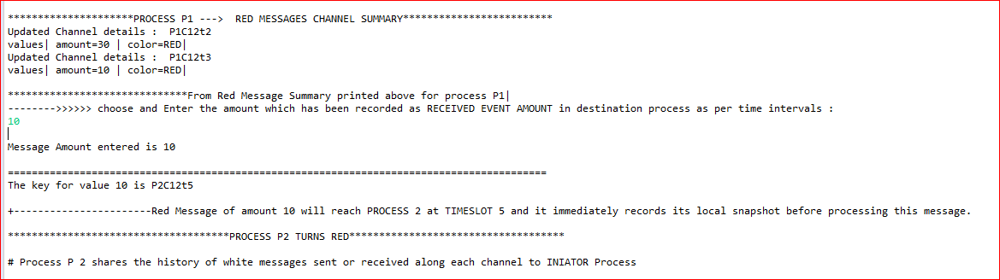 *********************PROCESS P1 --->  RED MESSAGES CHANNEL SUMMARY*************************
Updated Channel details :  P1C12t2
values| amount=30 | color=RED|
Updated Channel details :  P1C12t3
values| amount=10 | color=RED|
******************************From Red Message Summary printed above for process P1|
-------->>>>>> choose and Enter the amount which has been recorded as RECEIVED EVENT AMOUNT in destination process as per time intervals :
10
Message Amount entered is 10
==========================================================================================
The key for value 10 is P2C12t5
+-----------------------Red Message of amount 10 will reach PROCESS 2 at TIMESLOT 5 and it immediately records its local snapshot before processing this message.
*************************************PROCESS P2 TURNS RED************************************
# Process P 2 shares the history of white messages sent or received along each channel to INIATOR Process